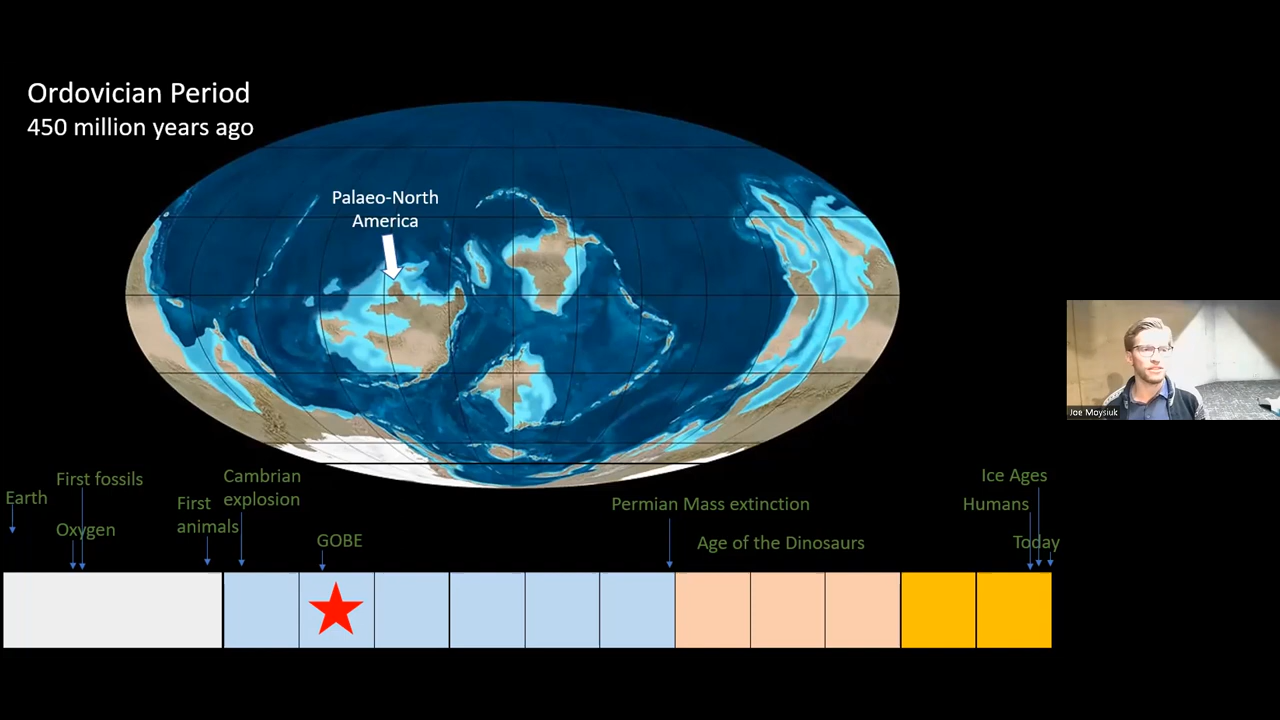 Ordovician Period
450 million years ago
Palaeo-North
America
Joe Moysiuk
Earth
First fossils
Oxygen
First
animals
Cambrian
explosion
GOBE
Permian Mass extinction
Age of the Dinosaurs
Ice Ages
Humans
Today